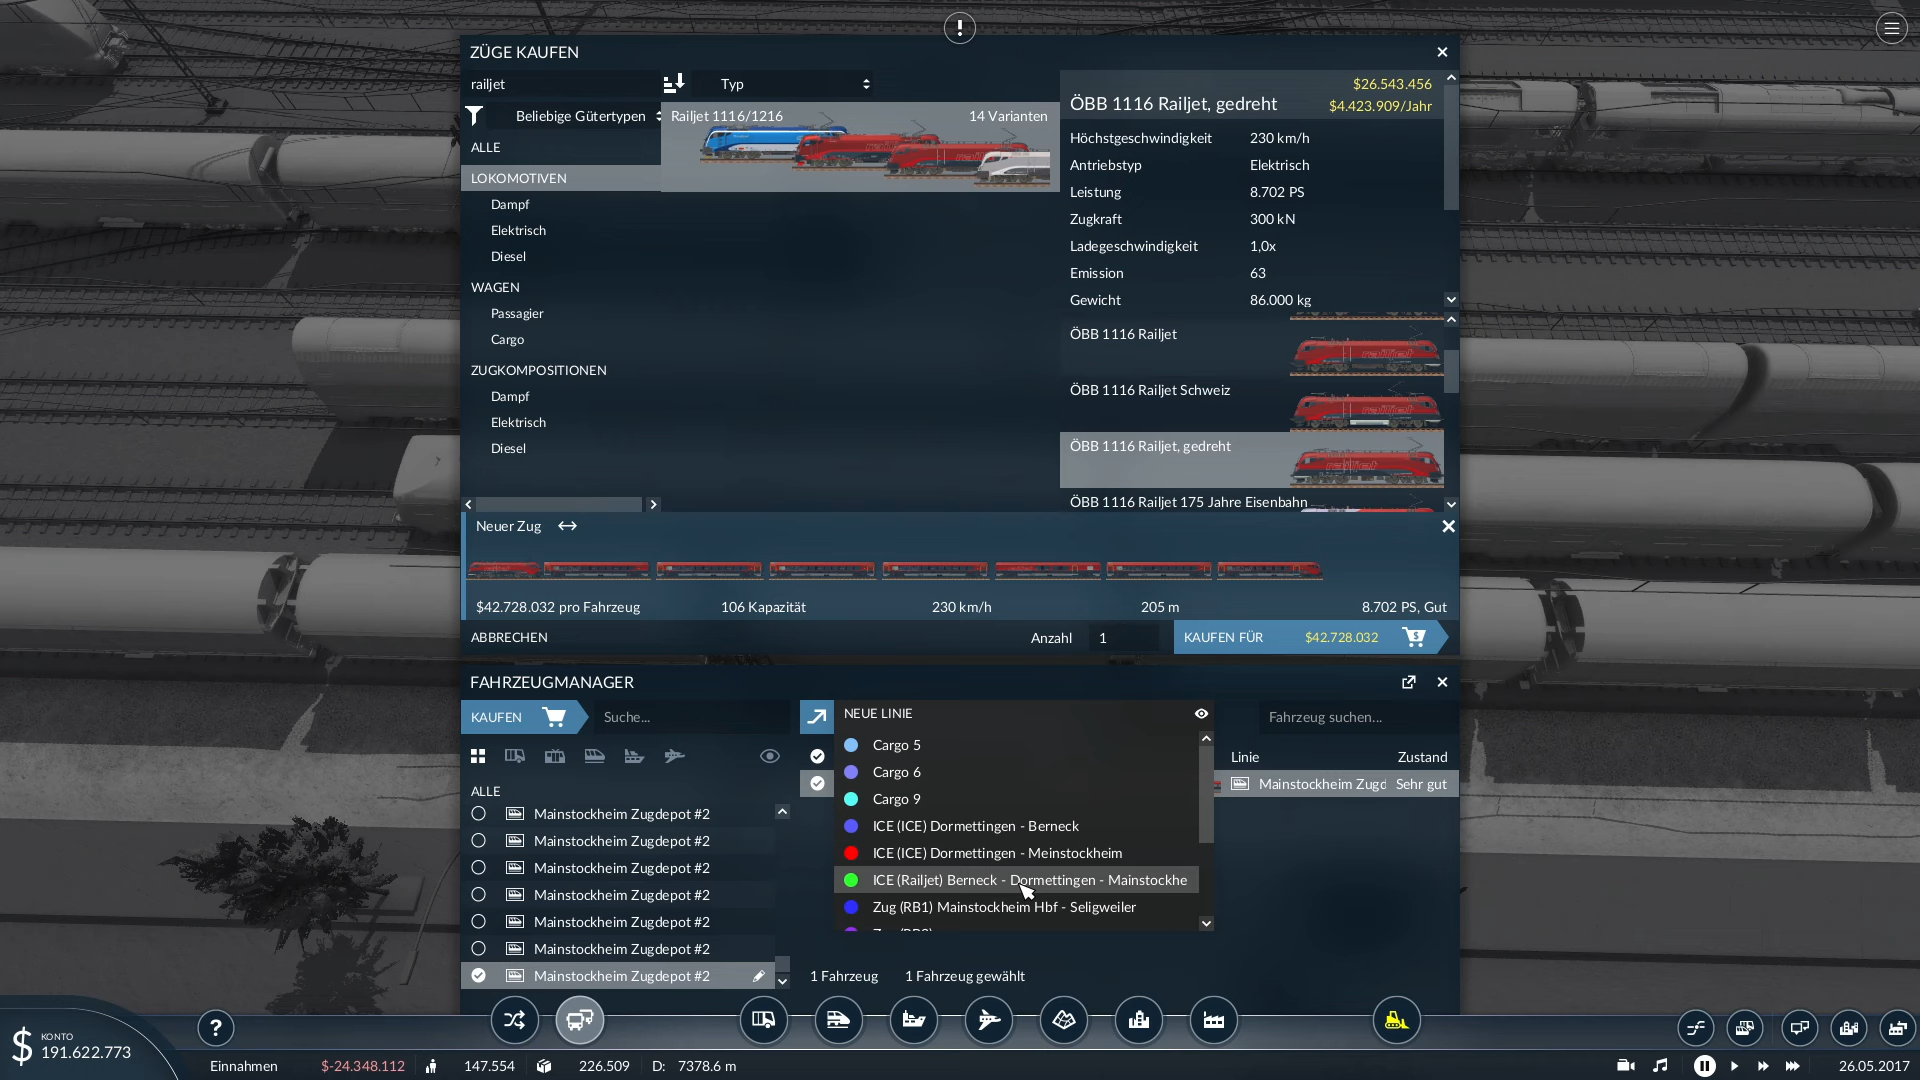 ZÜGE KAUFEN
railjet
Typ
Beliebige Gütertypen
ALLE
LOKOMOTIVEN
Dampf
Elektrisch
Diesel
WAGEN
Passagier
Cargo
ZUGKOMPOSITIONEN
Dampf
Elektrisch
Diesel
Railjet 1116/1216 14 Varianten
$26.543.456
ÖBB 1116 Railjet, gedreht $4.423.909/Jahr
Höchstgeschwindigkeit 230 km/h
Antriebstyp Elektrisch
Leistung 8.702 PS
Zugkraft 300 kN
Ladegeschwindigkeit 1,0x
Emission 63
Gewicht 86.000 kg
ÖBB 1116 Railjet
ÖBB 1116 Railjet Schweiz
ÖBB 1116 Railjet, gedreht
ÖBB 1116 Railjet 175 Jahre Eisenbahn
Neuer Zug
$42.728.032 pro Fahrzeug 106 Kapazität 230 km/h 205 m 8.702 PS, Gut
ABBRECHEN Anzahl 1 KAUFEN FÜR $42.728.032
FAHRZEUGMANAGER
KAUFEN Suche...
ALLE
Mainstockheim Zugdepot #2
Mainstockheim Zugdepot #2
Mainstockheim Zugdepot #2
Mainstockheim Zugdepot #2
Mainstockheim Zugdepot #2
Mainstockheim Zugdepot #2
Mainstockheim Zugdepot #2
NEUE LINIE
Cargo 5
Cargo 6
Cargo 9
ICE (ICE) Dormettingen - Berneck
ICE (ICE) Dormettingen - Meinstockheim
ICE (Railjet) Berneck - Dormettingen - Mainstockhe
Zug (RB1) Mainstockheim Hbf - Seligweiler
Fahrzeug suchen...
Linie Zustand
Mainstockheim Zugd Sehr gut
1 Fahrzeug 1 Fahrzeug gewählt
?
KONTO
$ 191.622.773
Einnahmen $-24.348.112 147.554 226.509 D: 7378.6 m 26.05.2017